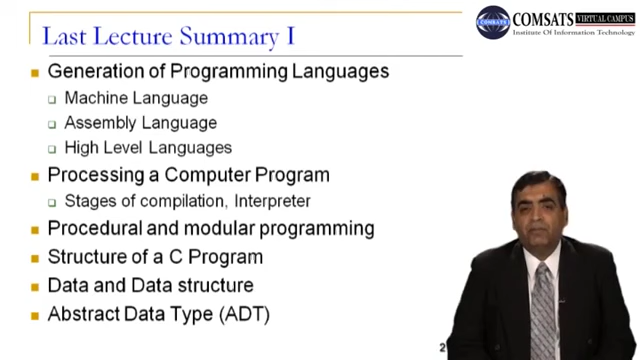 Last Lecture Summary I
COMSATS
VIRTUAL CAMPUS
Institute Of Information Technology
COMSATS
Generation of Programming Languages
Machine Language
Assembly Language
High Level Languages
Processing a Computer Program
Stages of compilation, Interpreter
Procedural and modular programming
Structure of a C Program
Data and Data structure
Abstract Data Type (ADT)
2